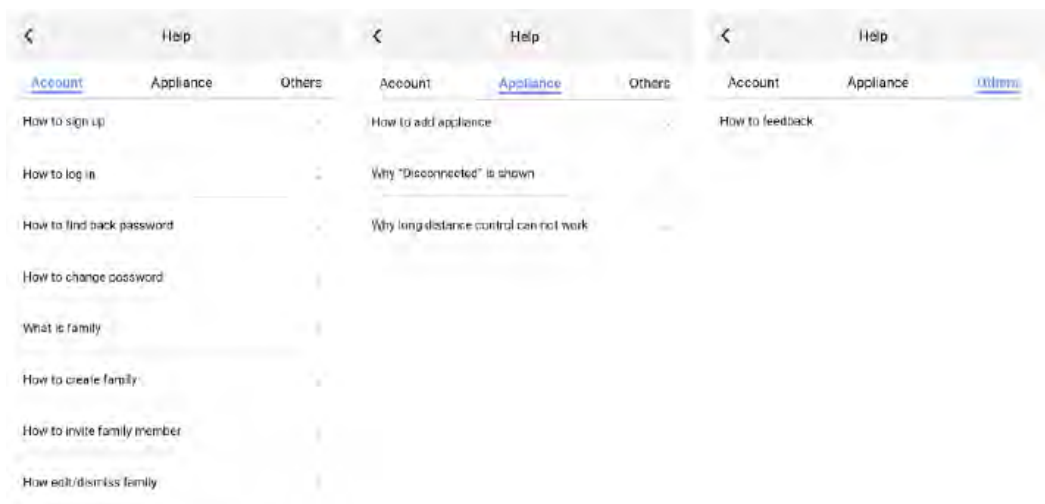 Help
Account Appliance Others
How to sign up
How to log in
How to find back password
How to change password
What is family
How to create family
How to invite family member
How edit/dismiss family
Help
Account Appliance Others
How to add appliance
Why "Disconnected" is shown
Why long distance control can not work
Help
Account Appliance Others
How to feedback